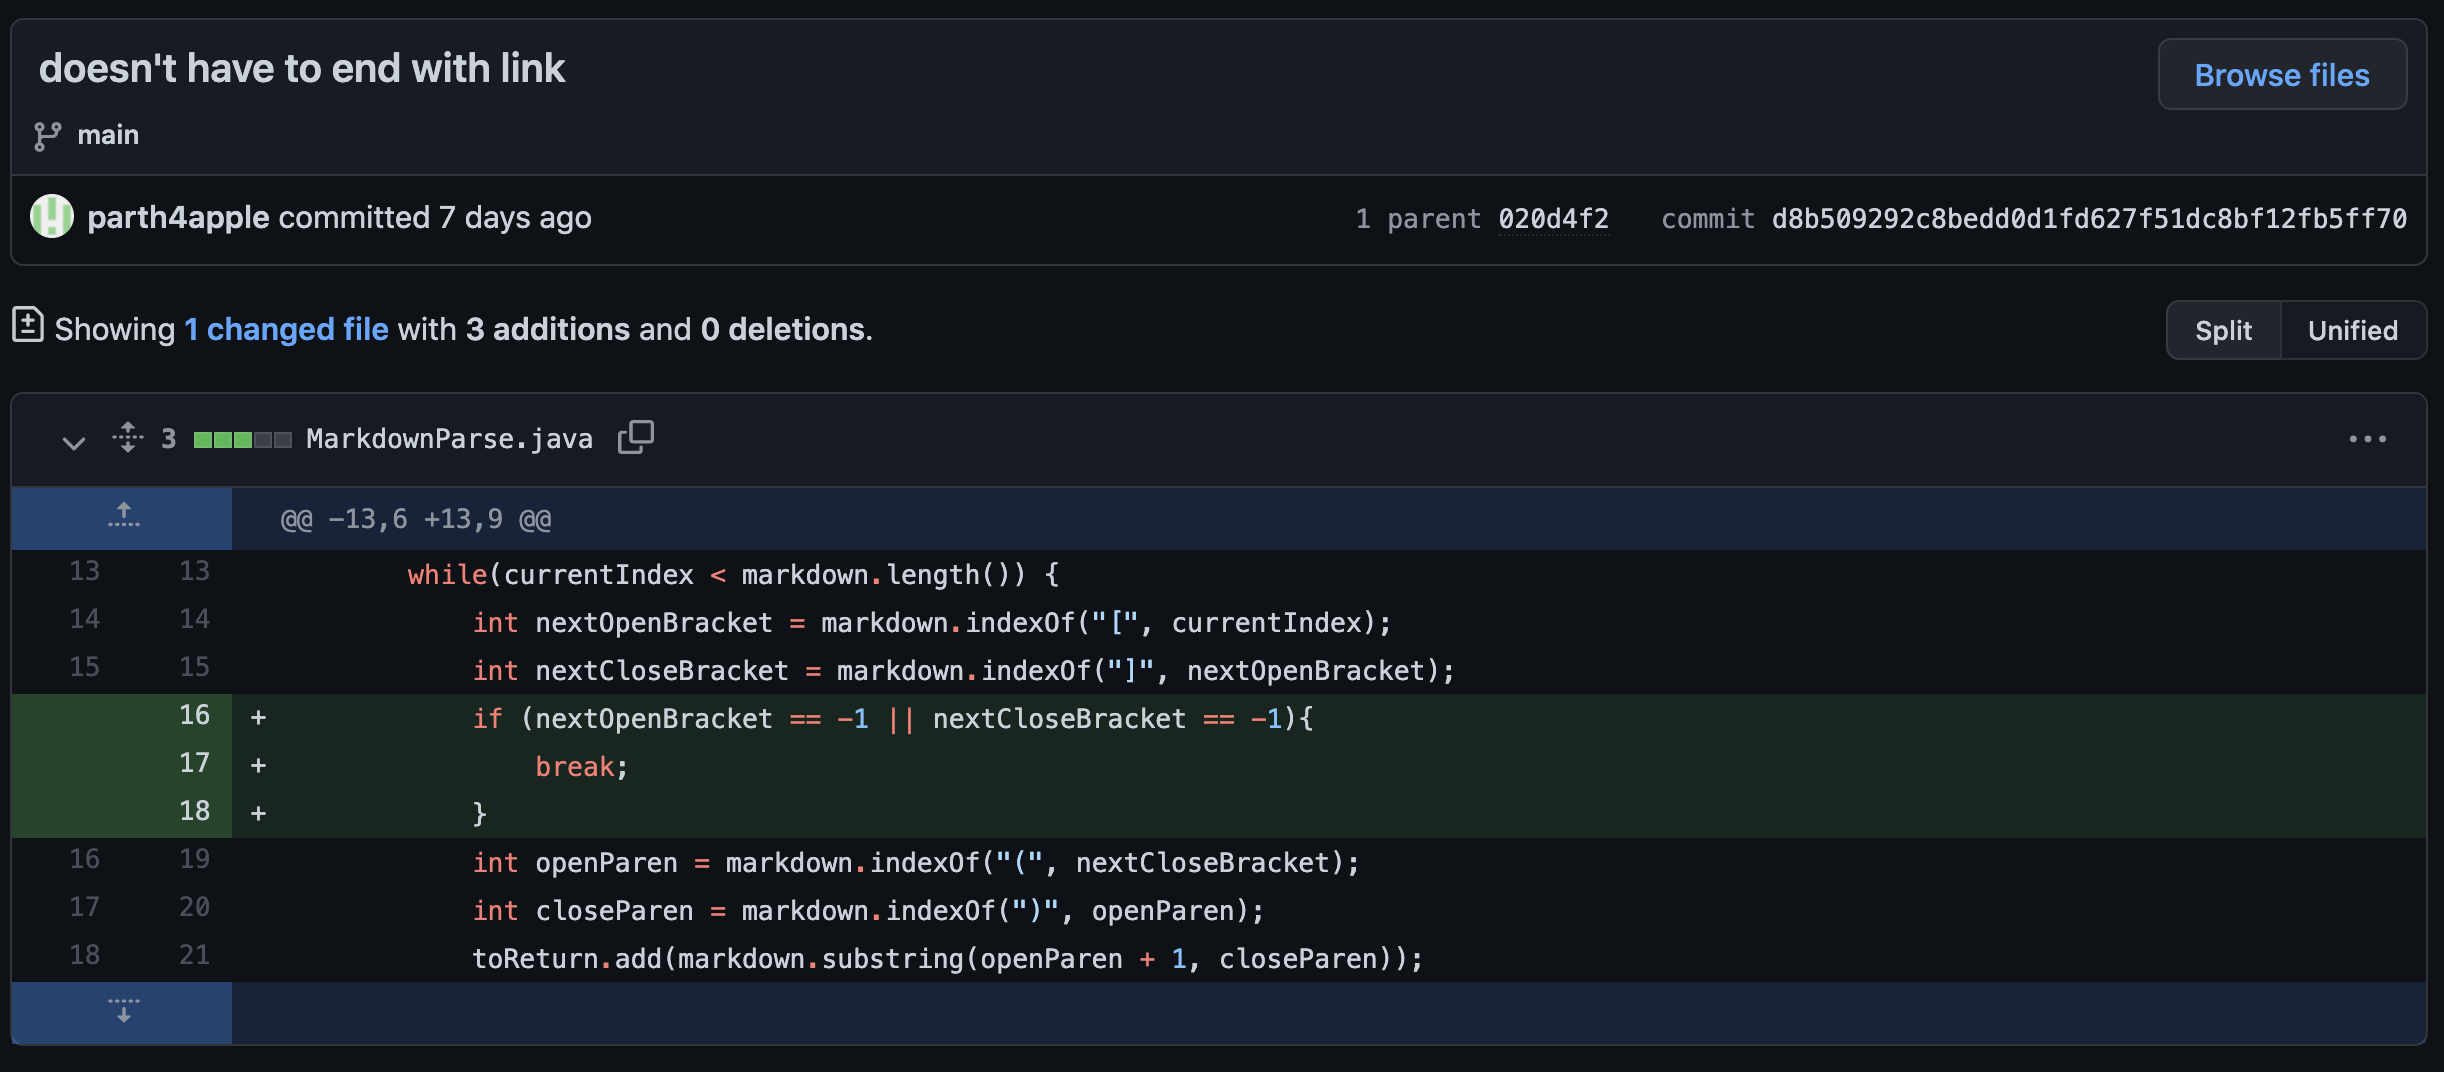 doesn't have to end with link
Browse files
main
parth4apple committed 7 days ago
1 parent 020d4f2 commit d8b509292c8bedd0d1fd627f51dc8bf12fb5ff70
Showing 1 changed file with 3 additions and 0 deletions.
Split Unified
3 MarkdownParse.java
@@ -13,6 +13,9 @@
13 13 while(currentIndex < markdown.length()) {
14 14 int nextOpenBracket = markdown.indexOf("[", currentIndex);
15 15 int nextCloseBracket = markdown.indexOf("]", nextOpenBracket);
16 + if (nextOpenBracket == -1 || nextCloseBracket == -1){
17 + break;
18 + }
16 19 int openParen = markdown.indexOf("(", nextCloseBracket);
17 20 int closeParen = markdown.indexOf(")", openParen);
18 21 toReturn.add(markdown.substring(openParen + 1, closeParen));